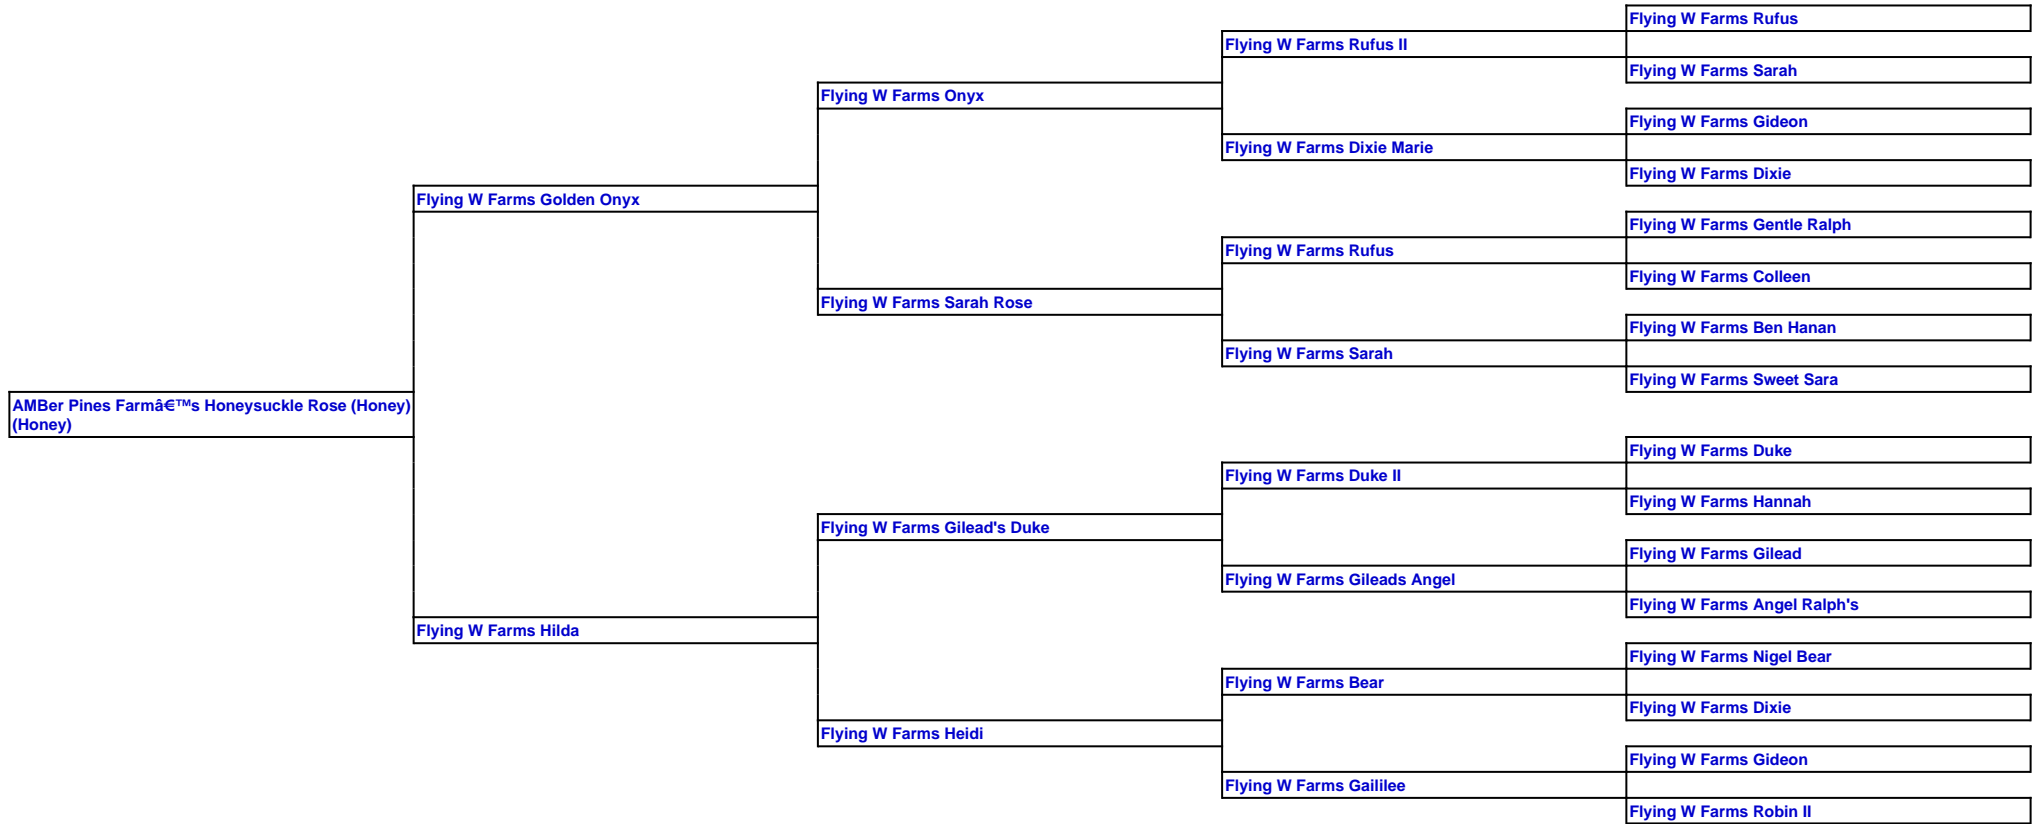 Flying W Farms Rufus
Flying W Farms Rufus II
Flying W Farms Sarah
Flying W Farms Onyx
Flying W Farms Gideon
Flying W Farms Dixie Marie
Flying W Farms Dixie
Flying W Farms Golden Onyx
Flying W Farms Gentle Ralph
Flying W Farms Rufus
Flying W Farms Colleen
Flying W Farms Sarah Rose
Flying W Farms Ben Hanan
Flying W Farms Sarah
Flying W Farms Sweet Sara
AMBer Pines Farmâ€™s Honeysuckle Rose (Honey)
(Honey)
Flying W Farms Duke
Flying W Farms Duke II
Flying W Farms Hannah
Flying W Farms Gilead's Duke
Flying W Farms Gilead
Flying W Farms Gileads Angel
Flying W Farms Angel Ralph's
Flying W Farms Hilda
Flying W Farms Nigel Bear
Flying W Farms Bear
Flying W Farms Dixie
Flying W Farms Heidi
Flying W Farms Gideon
Flying W Farms Gaililee
Flying W Farms Robin II